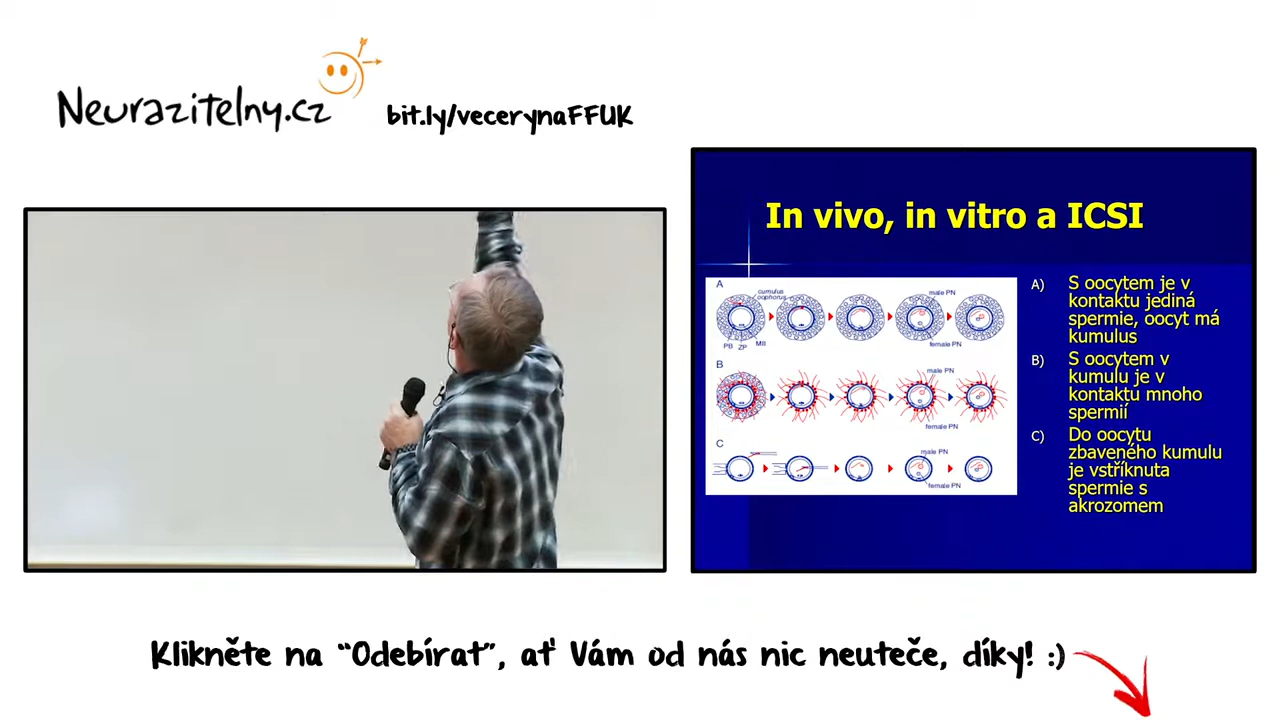 Neurazitelny.cz
bit.ly/vecerynaFFUK
In vivo, in vitro a ICSI
A
cumulus
oophorus
male PN
PB ZP MII
female PN
B
male PN
female PN
C
male PN
female PN
A) S oocytem je v
kontaktu jediná
spermie, oocyt má
kumulus
B) S oocytem v
kumulu je v
kontaktu mnoho
spermií
C) Do oocytu
zbaveného kumulu
je vstříknuta
spermie s
akrozomem
Klikněte na “Odebírat”, ať Vám od nás nic neuteče, díky! :)